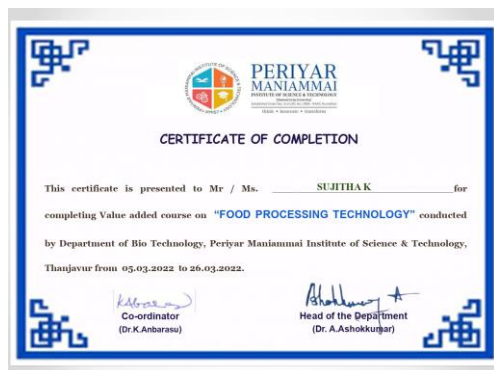 PERIYAR
MANIAMMAI
INSTITUTE OF SCIENCE & TECHNOLOGY
CERTIFICATE OF COMPLETION
This certificate is presented to Mr / Ms. SUJITHA K for
completing Value added course on "FOOD PROCESSING TECHNOLOGY" conducted
by Department of Bio Technology, Periyar Maniammai Institute of Science & Technology,
Thanjavur from 05.03.2022 to 26.03.2022.
Co-ordinator
(Dr.K.Anbarasu)
Head of the Department
(Dr. A.Ashokkumar)